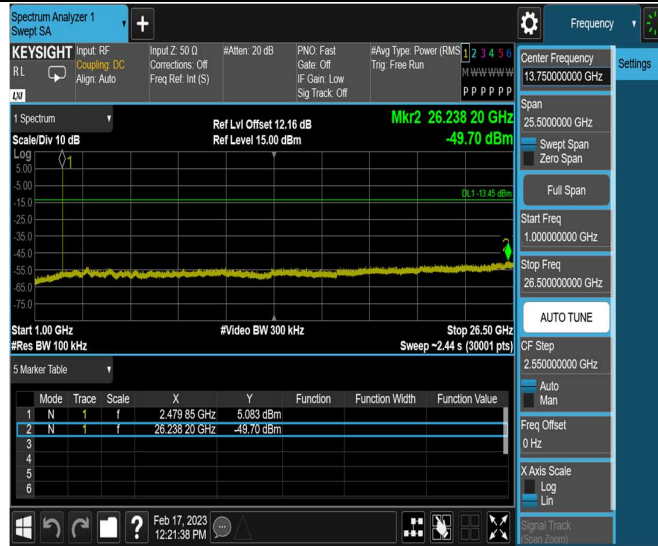 Spectrum Analyzer 1
Swept SA
+
Frequency
KEYSIGHT
RL
LXI
Input: RF
Coupling: DC
Align: Auto
Input Z: 50 Ω
Corrections: Off
Freq Ref: Int (S)
#Atten: 20 dB
PNO: Fast
Gate: Off
IF Gain: Low
Sig Track: Off
#Avg Type: Power (RMS
Trig: Free Run
1 2 3 4 5 6
M W W W W W
P P P P P P
1 Spectrum
Scale/Div 10 dB
Ref Lvl Offset 12.16 dB
Ref Level 15.00 dBm
Mkr2 26.238 20 GHz
-49.70 dBm
Log
5.00
-5.00
-15.0
-25.0
-35.0
-45.0
-55.0
-65.0
-75.0
1
DL1 -13.45 dBm
2
Start 1.00 GHz
#Res BW 100 kHz
#Video BW 300 kHz
Stop 26.50 GHz
Sweep ~2.44 s (30001 pts)
5 Marker Table
Mode Trace Scale X Y Function Function Width Function Value
1 N 1 f 2.479 85 GHz 5.083 dBm
2 N 1 f 26.238 20 GHz -49.70 dBm
3
4
5
6
Feb 17, 2023
12:21:38 PM
?
Center Frequency
13.750000000 GHz
Settings
Span
25.5000000 GHz
Swept Span
Zero Span
Full Span
Start Freq
1.000000000 GHz
Stop Freq
26.500000000 GHz
AUTO TUNE
CF Step
2.550000000 GHz
Auto
Man
Freq Offset
0 Hz
X Axis Scale
Log
Lin
Signal Track
(Span Zoom)